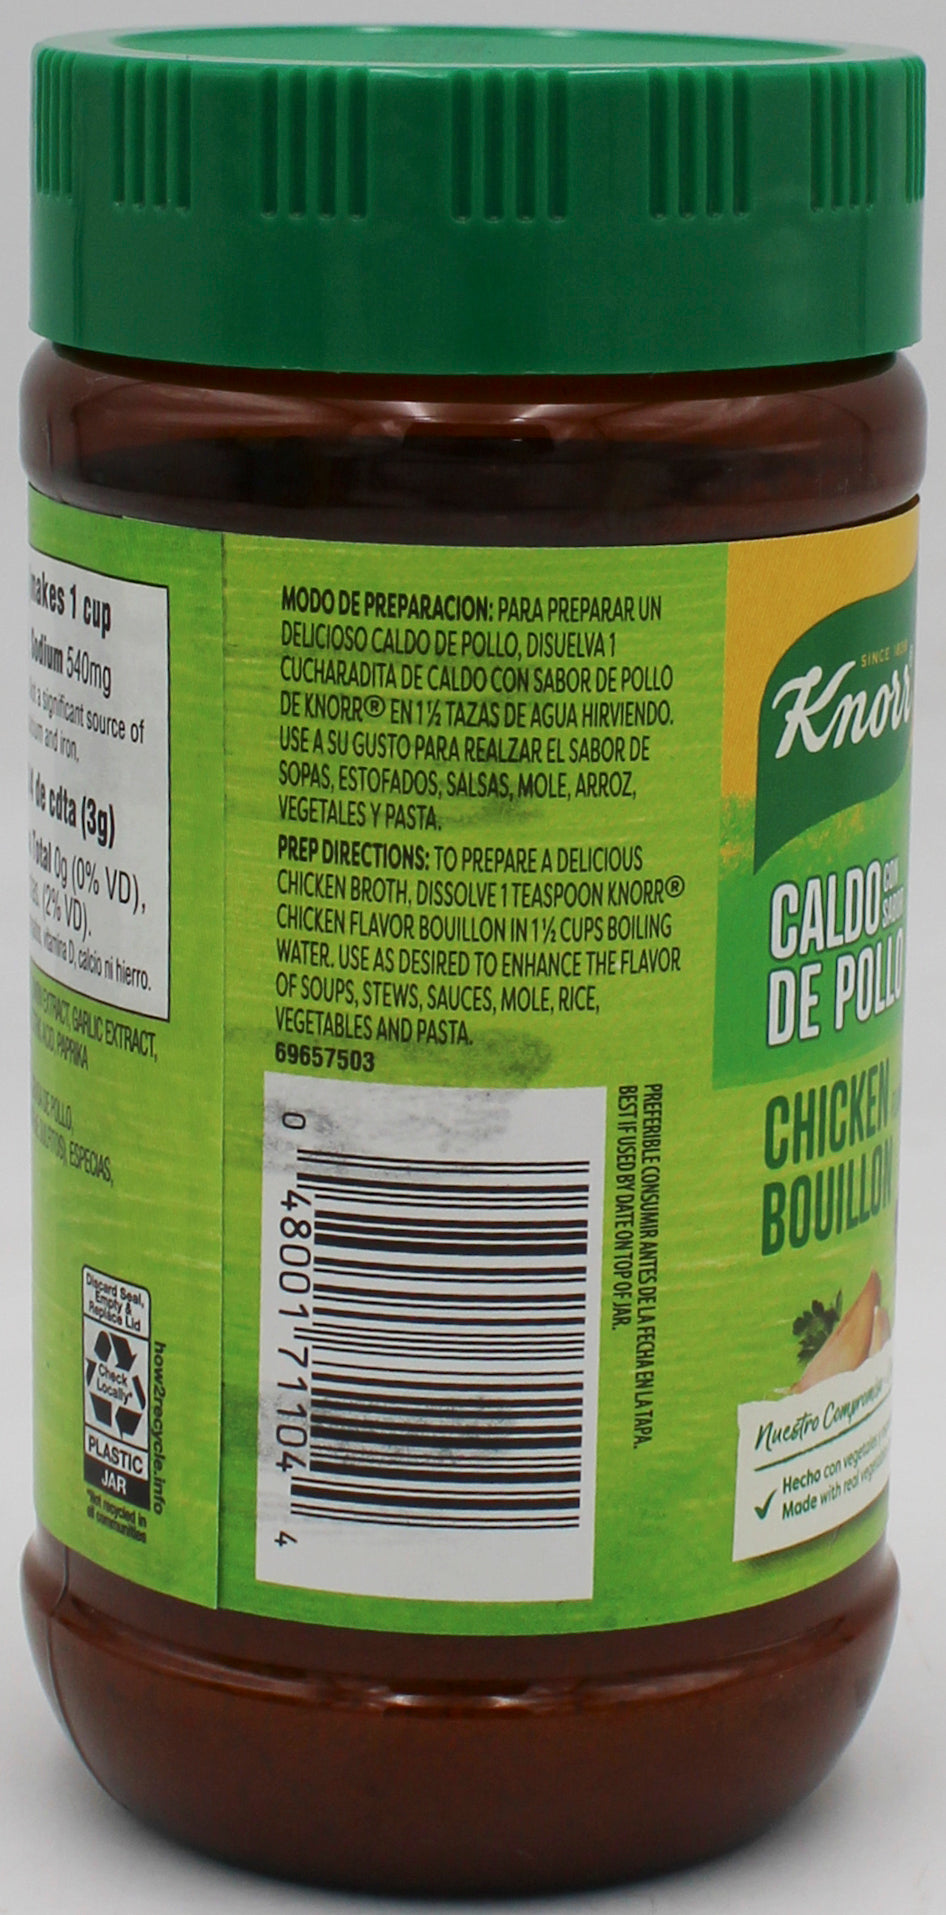 makes 1 cup
Sodium 540mg
a significant source of
and iron.
de cdta (3g)
Total 0g (0% VD),
(2% VD).
vitamina D, calcio ni hierro.
EXTRACT, GARLIC EXTRACT,
ACID, PAPRIKA
DE POLLO,
ESPECIAS,
Discard Seal,
Empty &
Replace Lid
Check
Locally*
PLASTIC
JAR
*Not recycled in
all communities
how2recycle.info
MODO DE PREPARACION: PARA PREPARAR UN
DELICIOSO CALDO DE POLLO, DISUELVA 1
CUCHARADITA DE CALDO CON SABOR DE POLLO
DE KNORR® EN 1½ TAZAS DE AGUA HIRVIENDO.
USE A SU GUSTO PARA REALZAR EL SABOR DE
SOPAS, ESTOFADOS, SALSAS, MOLE, ARROZ,
VEGETALES Y PASTA.
PREP DIRECTIONS: TO PREPARE A DELICIOUS
CHICKEN BROTH, DISSOLVE 1 TEASPOON KNORR®
CHICKEN FLAVOR BOUILLON IN 1½ CUPS BOILING
WATER. USE AS DESIRED TO ENHANCE THE FLAVOR
OF SOUPS, STEWS, SAUCES, MOLE, RICE,
VEGETABLES AND PASTA.
69657503
0 48001 71104 4
PREFERIBLE CONSUMIR ANTES DE LA FECHA EN LA TAPA.
BEST IF USED BY DATE ON TOP OF JAR.
SINCE 1838
Knorr®
CALDO CON SABOR
DE POLLO
CHICKEN
BOUILLON
Nuestro Compromiso
Hecho con vegetales
Made with real